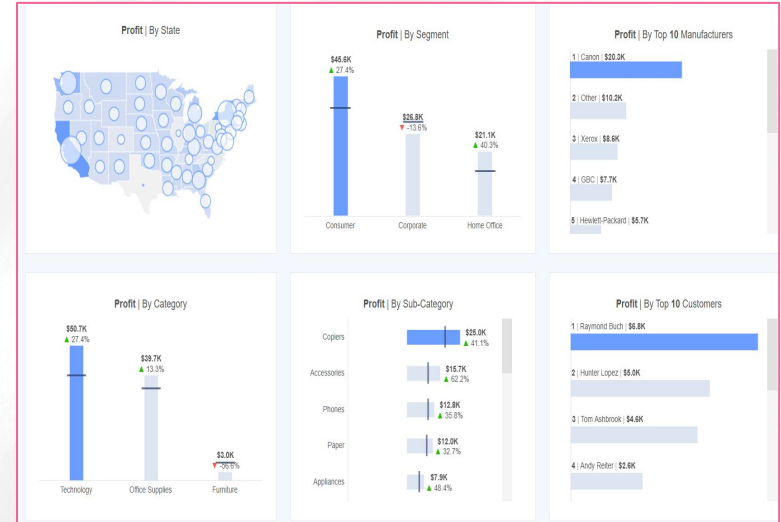 Profit | By State
Profit | By Segment
$45.6K
▲ 27.4%
$26.8K
▼ -13.6%
$21.1K
▲ 40.3%
Consumer
Corporate
Home Office
Profit | By Top 10 Manufacturers
1 | Canon | $20.3K
2 | Other | $10.2K
3 | Xerox | $8.6K
4 | GBC | $7.7K
5 | Hewlett-Packard | $5.7K
Profit | By Category
$50.7K
▲ 27.4%
$39.7K
▲ 13.3%
$3.0K
▼ -56.6%
Technology
Office Supplies
Furniture
Profit | By Sub-Category
Copiers
$25.0K
▲ 41.1%
Accessories
$15.7K
▲ 62.2%
Phones
$12.8K
▲ 35.8%
Paper
$12.0K
▲ 32.7%
Appliances
$7.9K
▲ 48.4%
Profit | By Top 10 Customers
1 | Raymond Buch | $6.8K
2 | Hunter Lopez | $5.0K
3 | Tom Ashbrook | $4.6K
4 | Andy Reiter | $2.6K